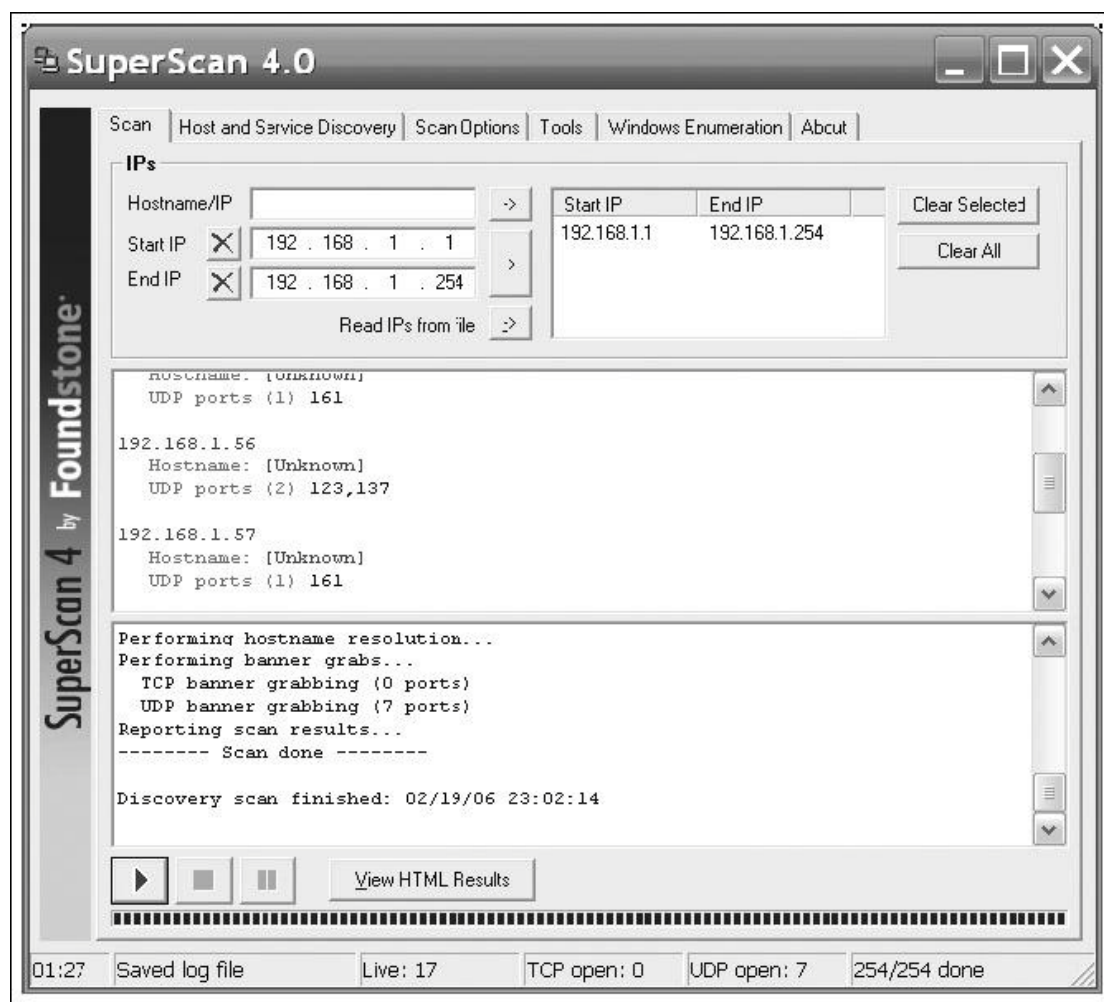 SuperScan 4.0
Scan Host and Service Discovery Scan Options Tools Windows Enumeration About
IPs
Hostname/IP ->
Start IP 192 . 168 . 1 . 1
End IP 192 . 168 . 1 . 254
>
Read IPs from file ->
Start IP End IP
192.168.1.1 192.168.1.254
Clear Selected
Clear All
SuperScan 4 by Foundstone
Hostname: [Unknown]
UDP ports (1) 161
192.168.1.56
Hostname: [Unknown]
UDP ports (2) 123,137
192.168.1.57
Hostname: [Unknown]
UDP ports (1) 161
Performing hostname resolution...
Performing banner grabs...
TCP banner grabbing (0 ports)
UDP banner grabbing (7 ports)
Reporting scan results...
-------- Scan done --------
Discovery scan finished: 02/19/06 23:02:14
View HTML Results
01:27 Saved log file Live: 17 TCP open: 0 UDP open: 7 254/254 done